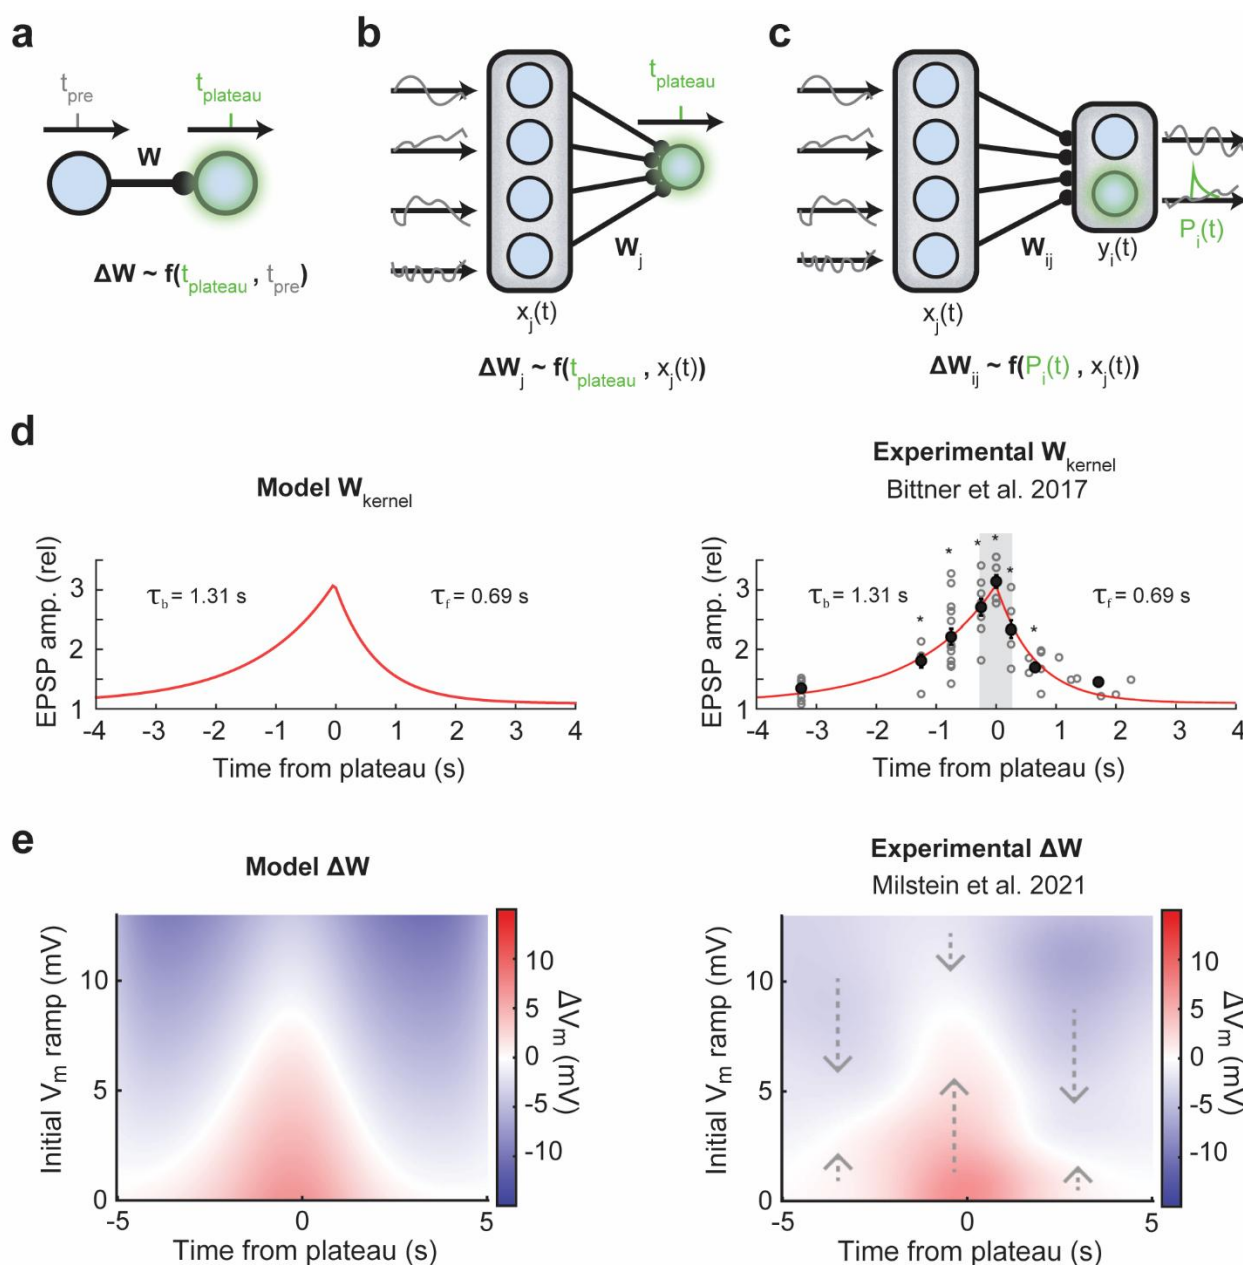 a
t_pre
t_plateau
W
ΔW ~ f(t_plateau , t_pre)
b
t_plateau
W_j
x_j(t)
ΔW_j ~ f(t_plateau , x_j(t))
c
W_ij
y_i(t)
P_i(t)
x_j(t)
ΔW_ij ~ f(P_i(t) , x_j(t))
d
Model W_kernel
EPSP amp. (rel)
3
2
1
τ_b = 1.31 s
τ_f = 0.69 s
-4 -3 -2 -1 0 1 2 3 4
Time from plateau (s)
Experimental W_kernel
Bittner et al. 2017
EPSP amp. (rel)
3
2
1
τ_b = 1.31 s
* * * * * *
τ_f = 0.69 s
-4 -3 -2 -1 0 1 2 3 4
Time from plateau (s)
e
Model ΔW
Initial V_m ramp (mV)
10
5
0
-5 0 5
Time from plateau (s)
10
5
0
-5
-10
ΔV_m (mV)
Experimental ΔW
Milstein et al. 2021
Initial V_m ramp (mV)
10
5
0
-5 0 5
Time from plateau (s)
10
5
0
-5
-10
ΔV_m (mV)